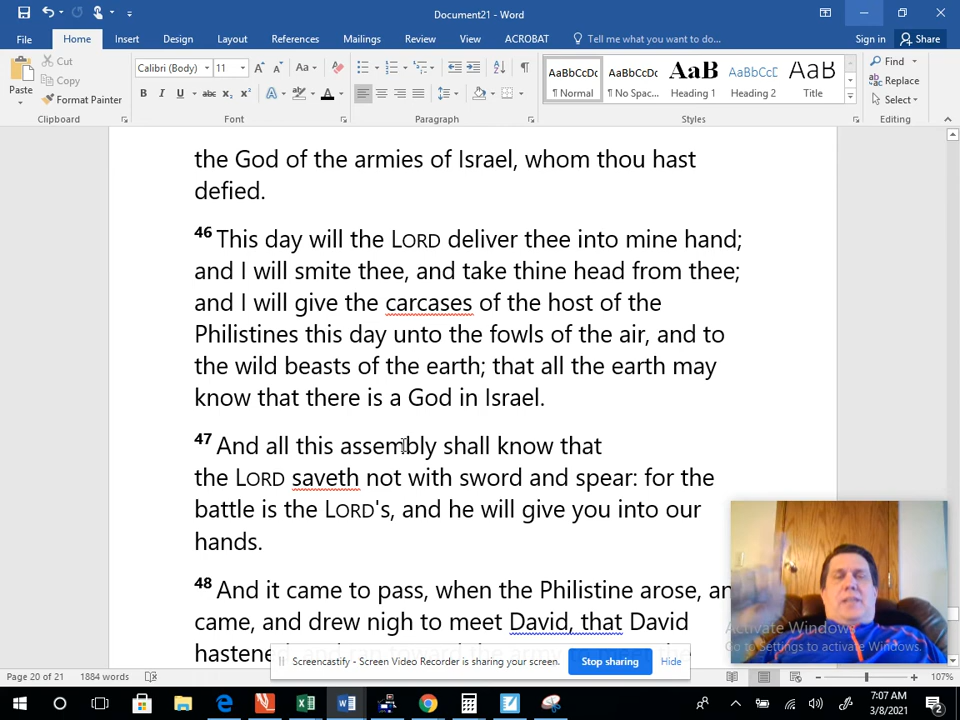 Document21 - Word
File Home Insert Design Layout References Mailings Review View ACROBAT Tell me what you want to do... Sign in Share
Paste
Cut
Copy
Format Painter
Clipboard
Calibri (Body) 11
Font
Paragraph
AaBbCcDc AaBbCcDc AaB AaBbCcD AaB
¶ Normal ¶ No Spac... Heading 1 Heading 2 Title
Styles
Find
Replace
Select
Editing
the God of the armies of Israel, whom thou hast
defied.
46 This day will the LORD deliver thee into mine hand;
and I will smite thee, and take thine head from thee;
and I will give the carcases of the host of the
Philistines this day unto the fowls of the air, and to
the wild beasts of the earth; that all the earth may
know that there is a God in Israel.
47 And all this assembly shall know that
the LORD saveth not with sword and spear: for the
battle is the LORD's, and he will give you into our
hands.
48 And it came to pass, when the Philistine arose, an
came, and drew nigh to meet David, that David
hastened
Activate Windows
Go to Settings to activate Windows.
Screencastify - Screen Video Recorder is sharing your screen. Stop sharing Hide
Page 20 of 21 1884 words 107%
7:07 AM
3/8/2021